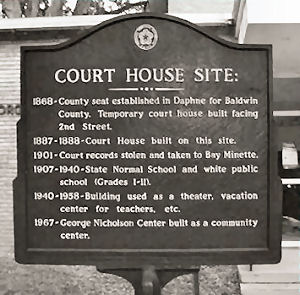 COURT HOUSE SITE:
1868-County seat established in Daphne for Baldwin
County. Temporary court house built facing
2nd Street.
1887-1888-Court House built on this site.
1901-Court records stolen and taken to Bay Minette.
1907-1940-State Normal School and white public
school (Grades 1-11).
1940-1958-Building used as a theater, vacation
center for teachers, etc.
1967-George Nicholson Center built as a community
center.